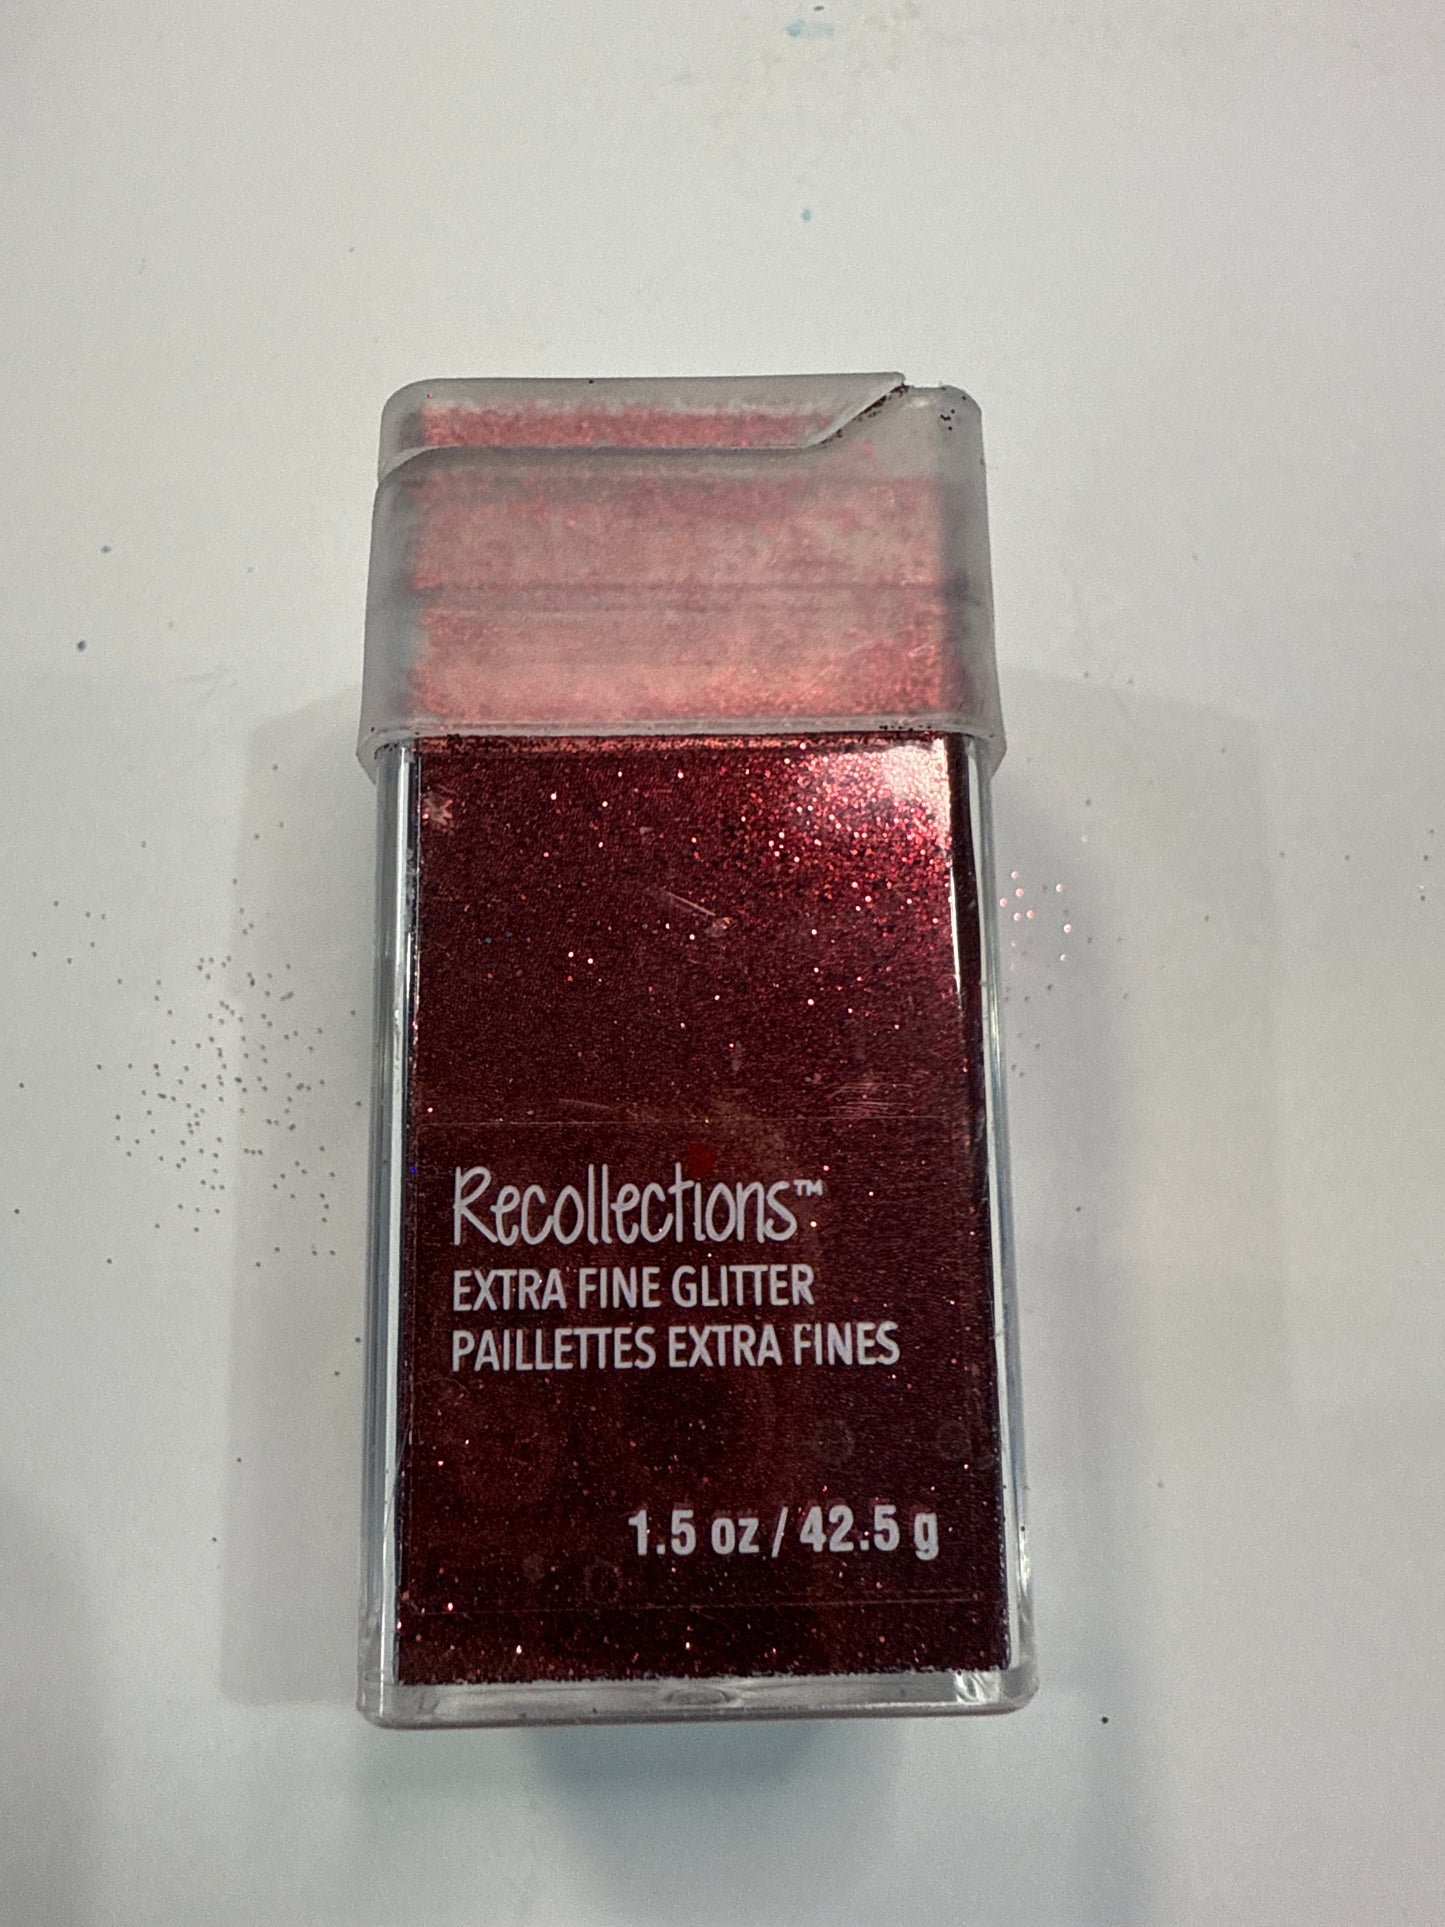 Recollections™
EXTRA FINE GLITTER
PAILLETTES EXTRA FINES
1.5 oz / 42.5 g